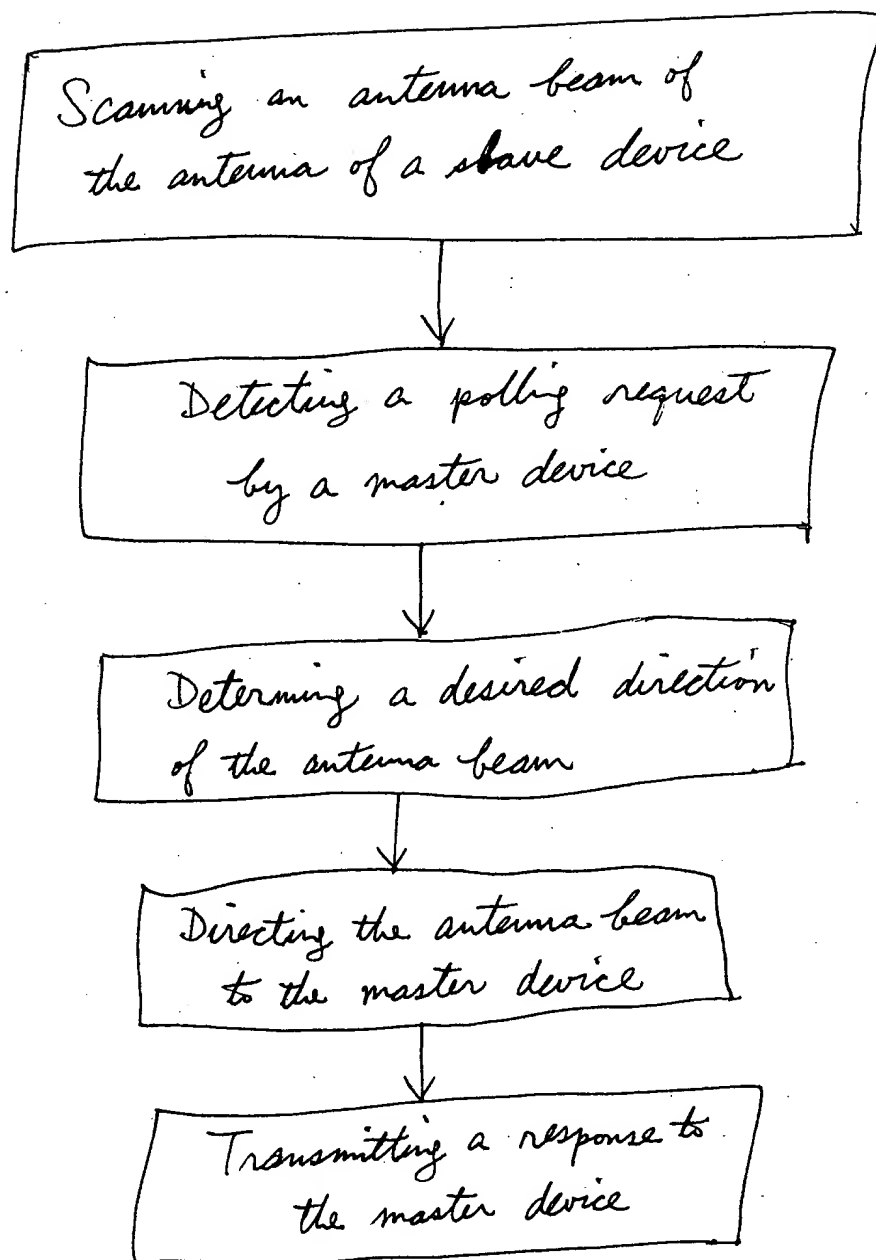 Scanning an antenna beam of
the antenna of a slave device
Detecting a polling request
by a master device
Determing a desired direction
of the antenna beam
Directing the antenna beam
to the master device
Transmitting a response to
the master device